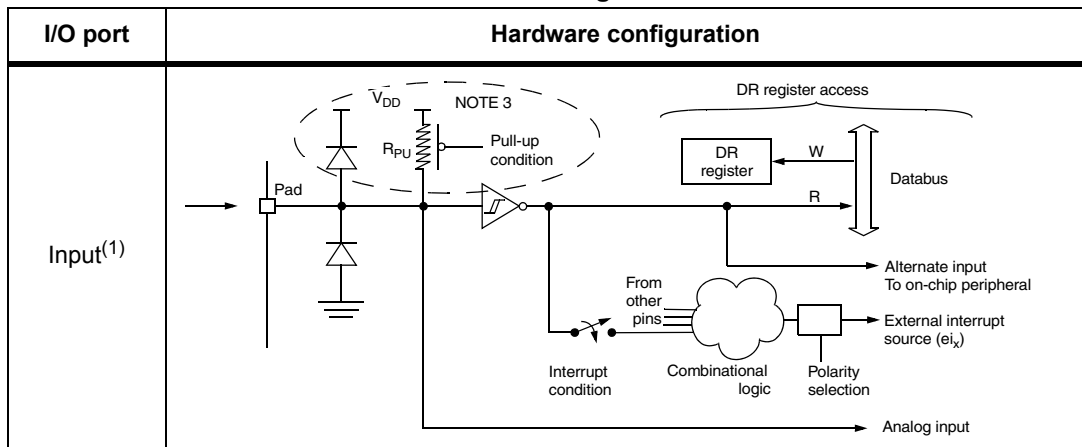 I/O port
Hardware configuration
Input(1)
VDD
NOTE 3
RPU
Pull-up
condition
Pad
DR register access
DR
register
W
R
Databus
Alternate input
To on-chip peripheral
From
other
pins
External interrupt
source (eix)
Interrupt
condition
Combinational
logic
Polarity
selection
Analog input